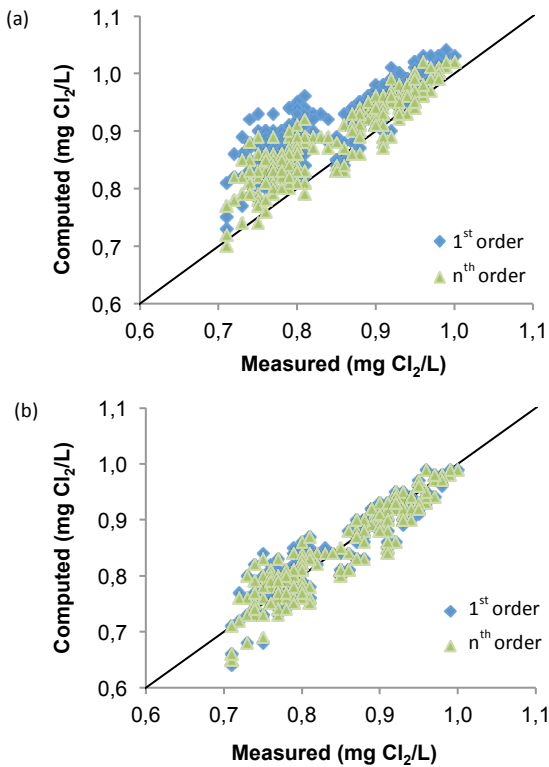 (a)
1,1
1,0
0,9
0,8
0,7
0,6
Computed (mg Cl₂/L)
1ˢᵗ order
nᵗʰ order
0,6 0,7 0,8 0,9 1,0 1,1
Measured (mg Cl₂/L)
(b)
1,1
1,0
0,9
0,8
0,7
0,6
Computed (mg Cl₂/L)
1ˢᵗ order
nᵗʰ order
0,6 0,7 0,8 0,9 1,0 1,1
Measured (mg Cl₂/L)